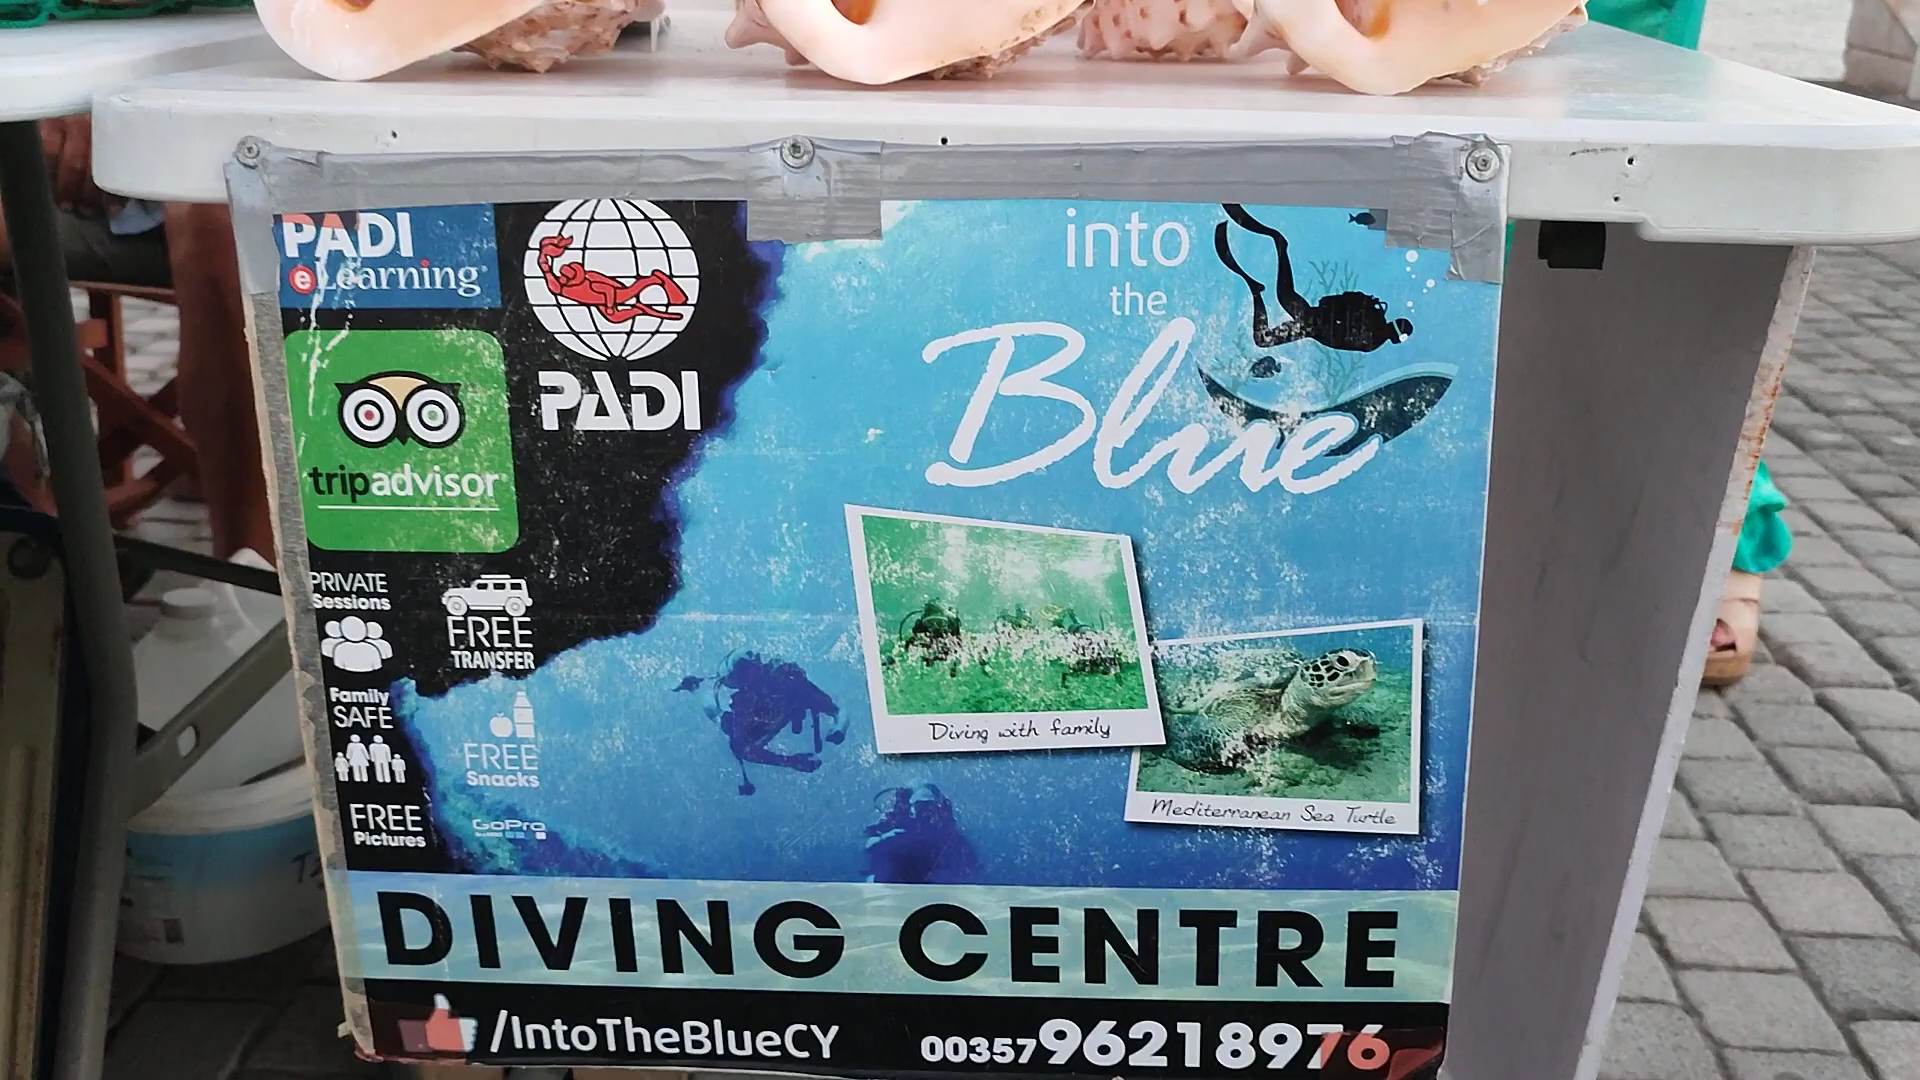 PADI
eLearning
PADI
tripadvisor
into
the
Blue
PRIVATE
Sessions
FREE
TRANSFER
Family
SAFE
FREE
Snacks
FREE
Pictures
GoPro
Diving with family
Mediterranean Sea Turtle
DIVING CENTRE
/IntoTheBlueCY
0035796218976